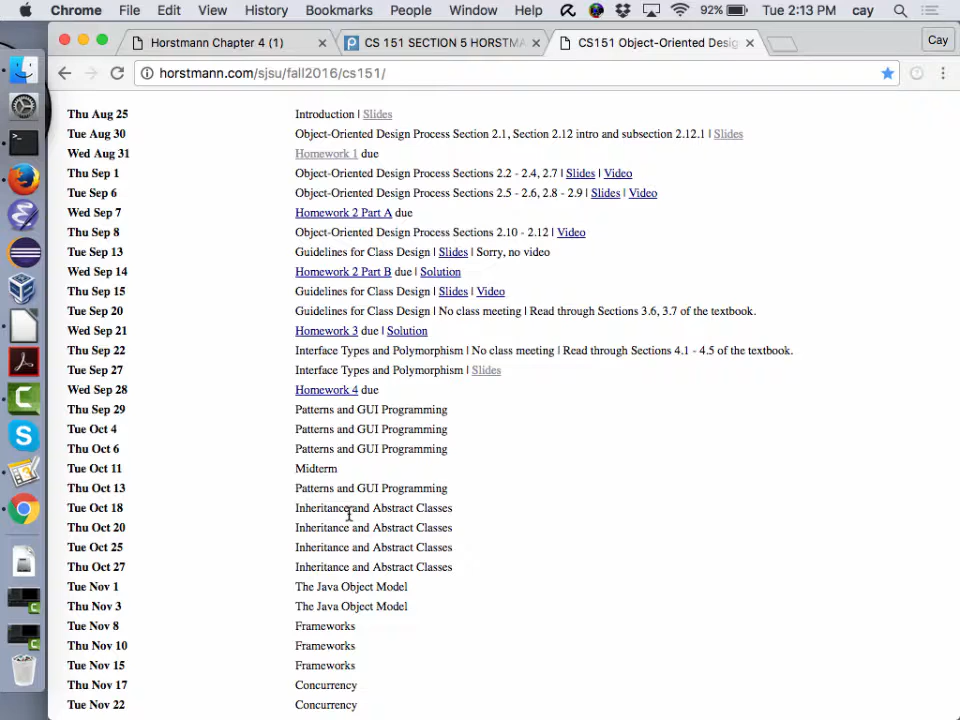 Chrome File Edit View History Bookmarks People Window Help 92% Tue 2:13 PM cay
Horstmann Chapter 4 (1) CS 151 SECTION 5 HORSTMA CS151 Object-Oriented Desig Cay
horstmann.com/sjsu/fall2016/cs151/
Thu Aug 25 Introduction | Slides
Tue Aug 30 Object-Oriented Design Process Section 2.1, Section 2.12 intro and subsection 2.12.1 | Slides
Wed Aug 31 Homework 1 due
Thu Sep 1 Object-Oriented Design Process Sections 2.2 - 2.4, 2.7 | Slides | Video
Tue Sep 6 Object-Oriented Design Process Sections 2.5 - 2.6, 2.8 - 2.9 | Slides | Video
Wed Sep 7 Homework 2 Part A due
Thu Sep 8 Object-Oriented Design Process Sections 2.10 - 2.12 | Video
Tue Sep 13 Guidelines for Class Design | Slides | Sorry, no video
Wed Sep 14 Homework 2 Part B due | Solution
Thu Sep 15 Guidelines for Class Design | Slides | Video
Tue Sep 20 Guidelines for Class Design | No class meeting | Read through Sections 3.6, 3.7 of the textbook.
Wed Sep 21 Homework 3 due | Solution
Thu Sep 22 Interface Types and Polymorphism | No class meeting | Read through Sections 4.1 - 4.5 of the textbook.
Tue Sep 27 Interface Types and Polymorphism | Slides
Wed Sep 28 Homework 4 due
Thu Sep 29 Patterns and GUI Programming
Tue Oct 4 Patterns and GUI Programming
Thu Oct 6 Patterns and GUI Programming
Tue Oct 11 Midterm
Thu Oct 13 Patterns and GUI Programming
Tue Oct 18 Inheritance and Abstract Classes
Thu Oct 20 Inheritance and Abstract Classes
Tue Oct 25 Inheritance and Abstract Classes
Thu Oct 27 Inheritance and Abstract Classes
Tue Nov 1 The Java Object Model
Thu Nov 3 The Java Object Model
Tue Nov 8 Frameworks
Thu Nov 10 Frameworks
Tue Nov 15 Frameworks
Thu Nov 17 Concurrency
Tue Nov 22 Concurrency